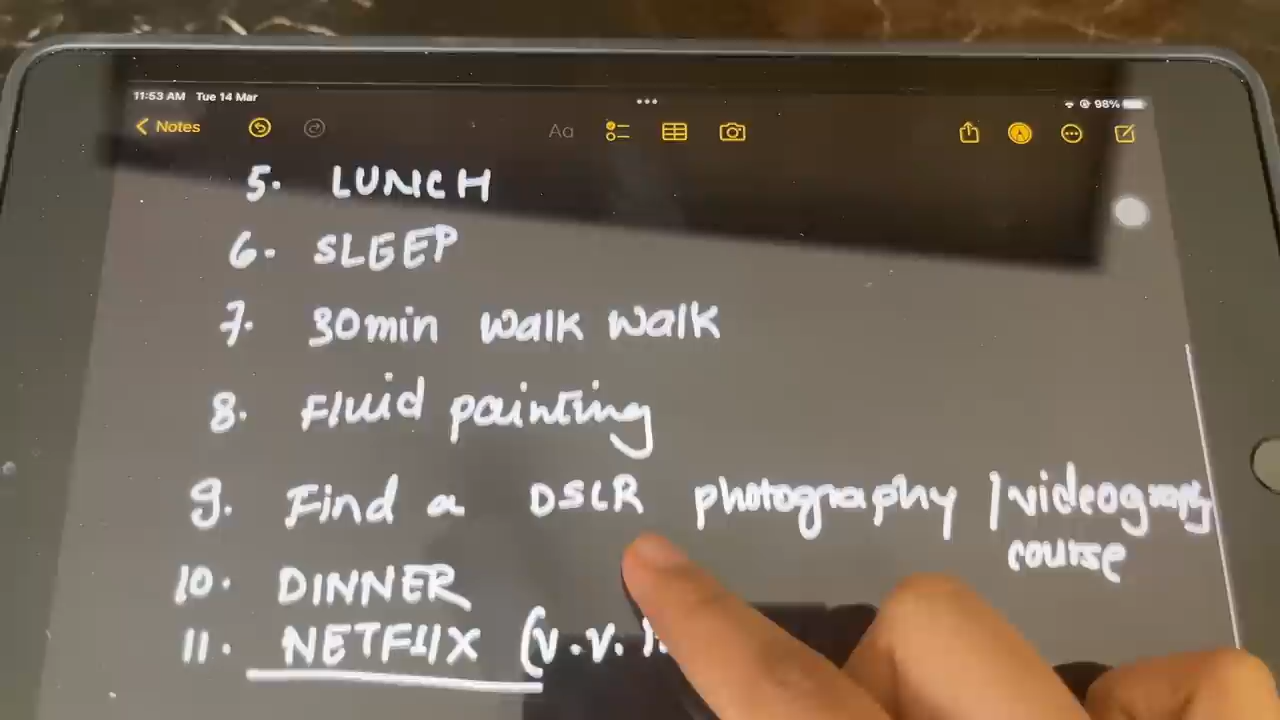 11:53 AM Tue 14 Mar
98%
Notes
Aa
5. LUNCH
6. SLEEP
7. 30min walk walk
8. Fluid painting
9. Find a DSLR photography / videography
course
10. DINNER
11. NETFLIX (v.v.